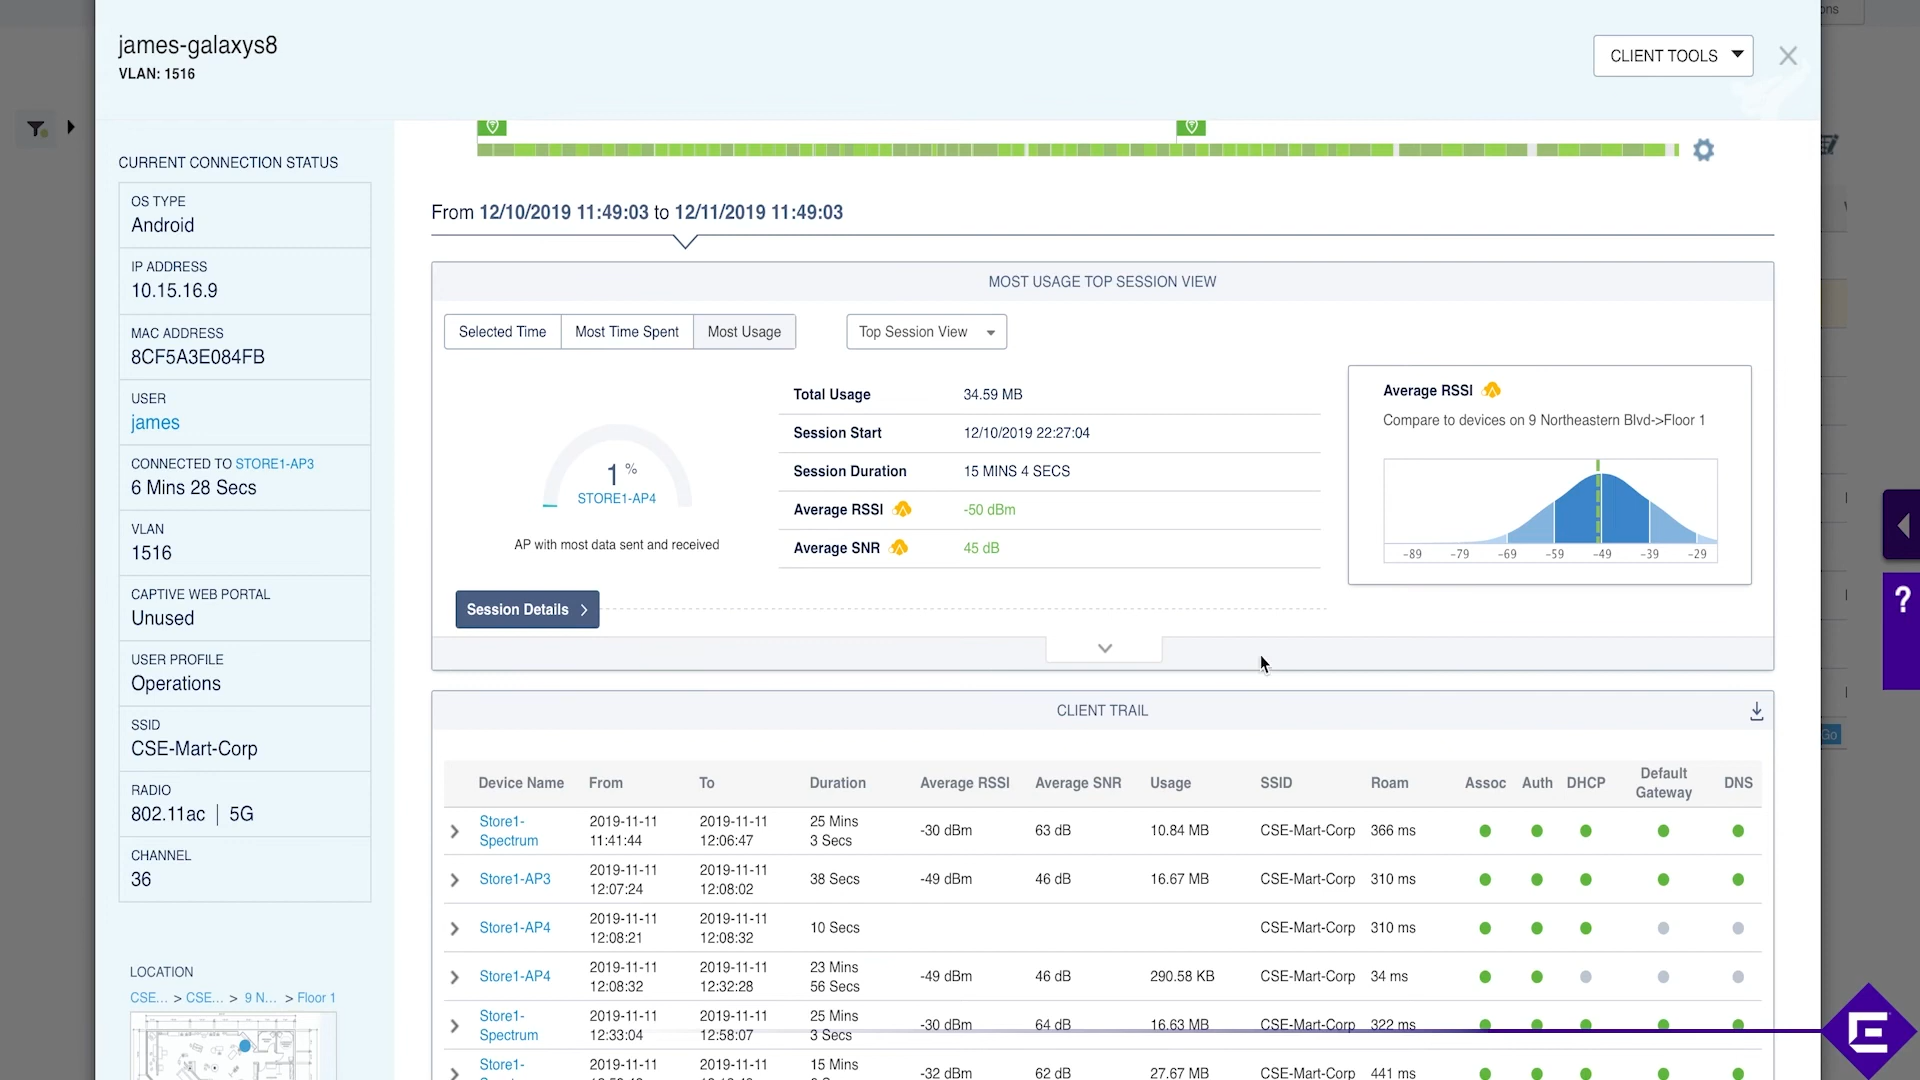 ons
james-galaxys8
VLAN: 1516
CLIENT TOOLS
CURRENT CONNECTION STATUS
OS TYPE
Android
IP ADDRESS
10.15.16.9
MAC ADDRESS
8CF5A3E084FB
USER
james
CONNECTED TO STORE1-AP3
6 Mins 28 Secs
VLAN
1516
CAPTIVE WEB PORTAL
Unused
USER PROFILE
Operations
SSID
CSE-Mart-Corp
RADIO
802.11ac | 5G
CHANNEL
36
LOCATION
CSE... > CSE... > 9 N... > Floor 1
From 12/10/2019 11:49:03 to 12/11/2019 11:49:03
MOST USAGE TOP SESSION VIEW
Selected Time Most Time Spent Most Usage Top Session View
1 %
STORE1-AP4
AP with most data sent and received
Total Usage 34.59 MB
Session Start 12/10/2019 22:27:04
Session Duration 15 MINS 4 SECS
Average RSSI -50 dBm
Average SNR 45 dB
Average RSSI
Compare to devices on 9 Northeastern Blvd->Floor 1
-89 -79 -69 -59 -49 -39 -29
Session Details
CLIENT TRAIL
Device Name From To Duration Average RSSI Average SNR Usage SSID Roam Assoc Auth DHCP Default Gateway DNS
Store1-Spectrum 2019-11-11 11:41:44 2019-11-11 12:06:47 25 Mins 3 Secs -30 dBm 63 dB 10.84 MB CSE-Mart-Corp 366 ms
Store1-AP3 2019-11-11 12:07:24 2019-11-11 12:08:02 38 Secs -49 dBm 46 dB 16.67 MB CSE-Mart-Corp 310 ms
Store1-AP4 2019-11-11 12:08:21 2019-11-11 12:08:32 10 Secs CSE-Mart-Corp 310 ms
Store1-AP4 2019-11-11 12:08:32 2019-11-11 12:32:28 23 Mins 56 Secs -49 dBm 46 dB 290.58 KB CSE-Mart-Corp 34 ms
Store1-Spectrum 2019-11-11 12:33:04 2019-11-11 12:58:07 25 Mins 3 Secs -30 dBm 64 dB 16.63 MB CSE-Mart-Corp 322 ms
Store1- 2019-11-11 2019-11-11 15 Mins -32 dBm 62 dB 27.67 MB CSE-Mart-Corp 441 ms
?
Go